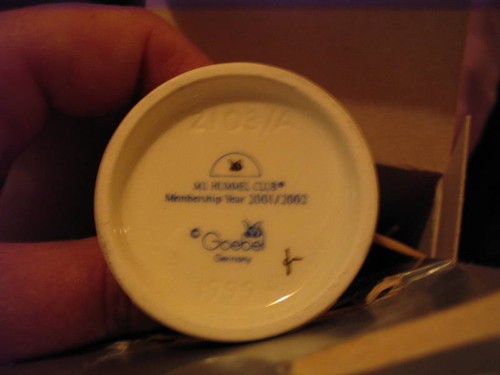 2103/A
M.I. HUMMEL CLUB®
Membership Year 2001/2002
© Goebel
Germany